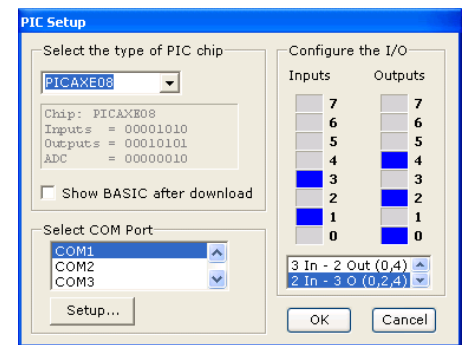 PIC Setup
Select the type of PIC chip
PICAXE08
Chip: PICAXE08
Inputs = 00001010
Outputs = 00010101
ADC = 00000010
Show BASIC after download
Select COM Port
COM1
COM2
COM3
Setup...
Configure the I/O
Inputs Outputs
7 7
6 6
5 5
4 4
3 3
2 2
1 1
0 0
3 In - 2 Out (0,4)
2 In - 3 O (0,2,4)
OK Cancel